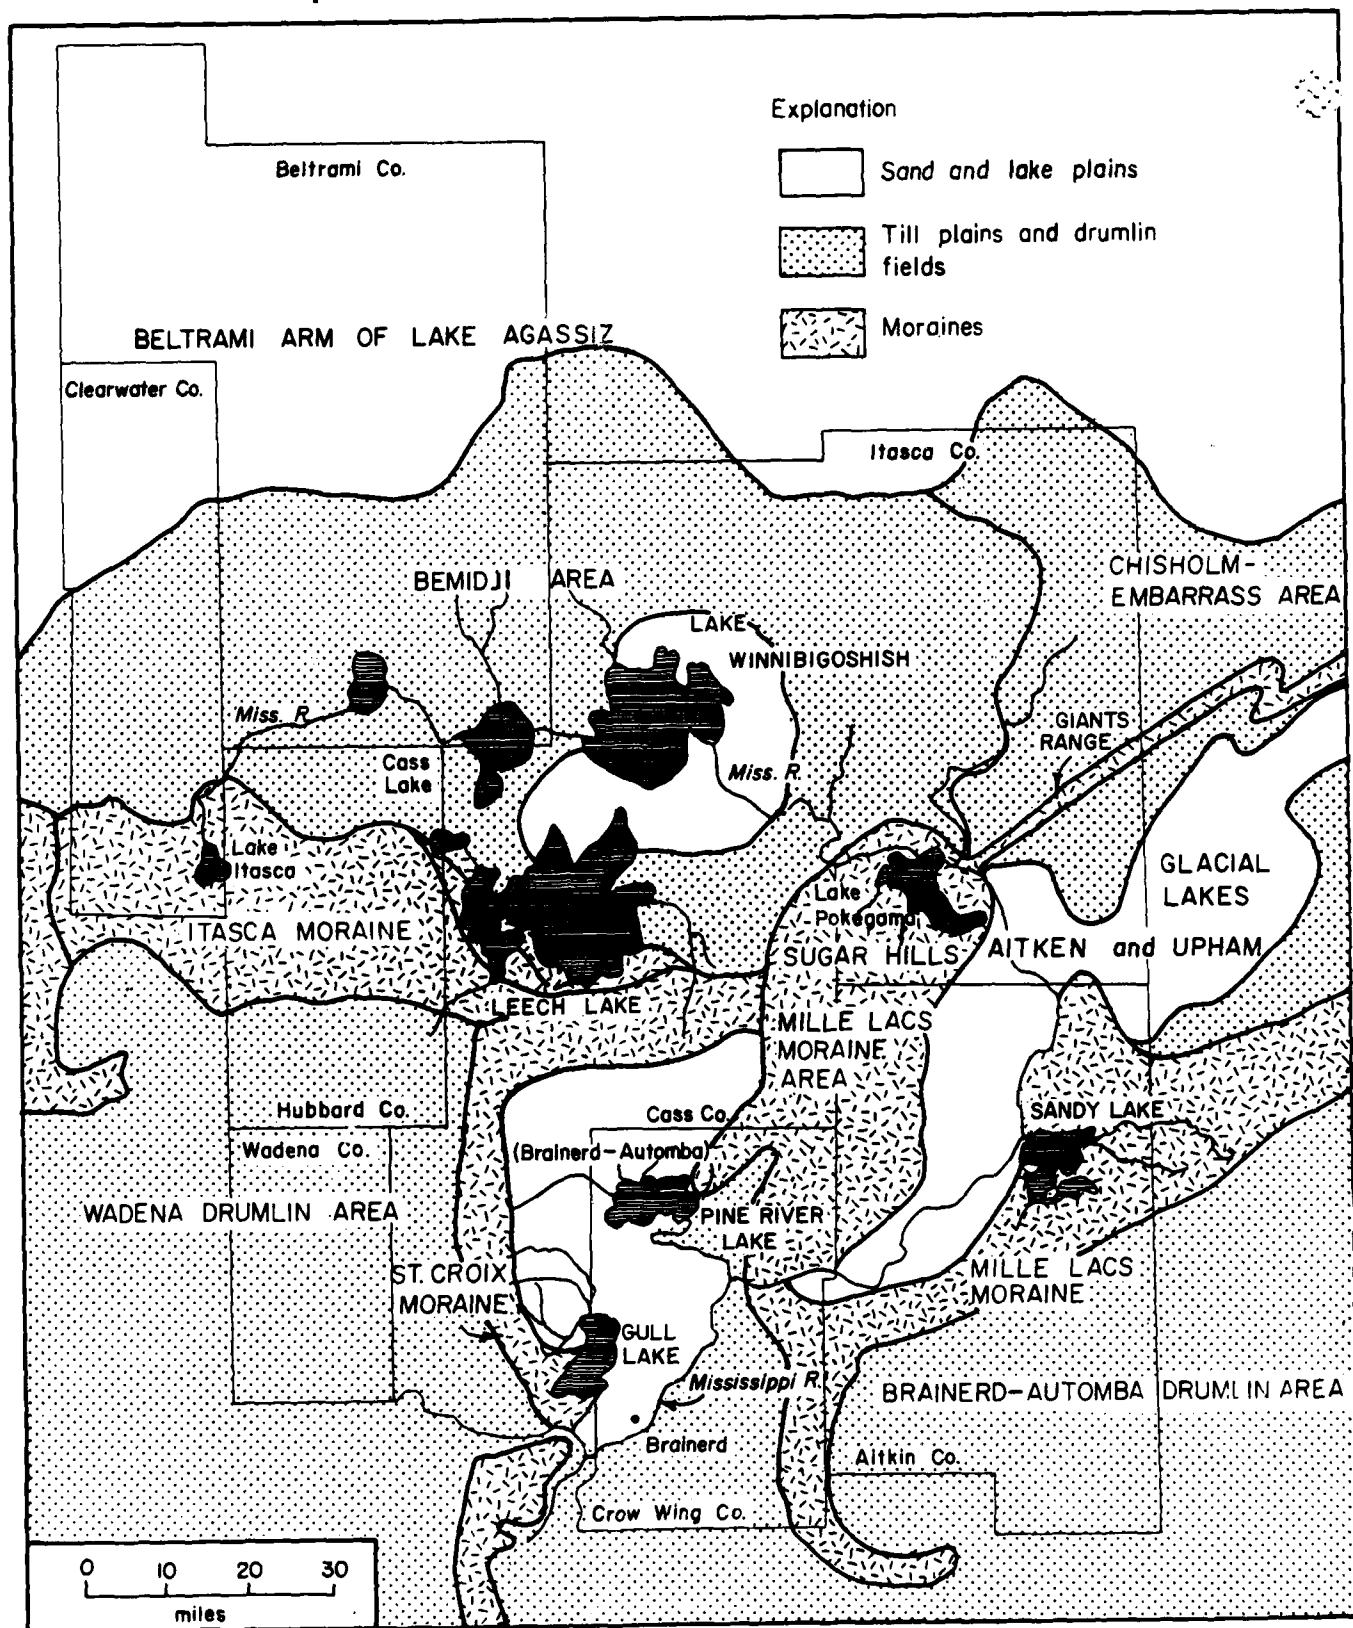 Explanation
Sand and lake plains
Till plains and drumlin
fields
Moraines
Beltrami Co.
BELTRAMI ARM OF LAKE AGASSIZ
Clearwater Co.
Itasca Co.
BEMIDJI AREA
CHISHOLM-
EMBARRASS AREA
LAKE
WINNIBIGOSHISH
Miss. R.
GIANTS
RANGE
Cass
Lake
Miss. R.
Lake
Itasca
GLACIAL
LAKES
Lake
Pokegama
ITASCA MORAINE
SUGAR HILLS
AITKEN and UPHAM
LEECH LAKE
MILLE LACS
MORAINE
AREA
Hubbard Co.
Cass Co.
SANDY LAKE
Wadena Co.
(Brainerd-Automba)
WADENA DRUMLIN AREA
PINE RIVER
LAKE
ST. CROIX
MORAINE
MILLE LACS
MORAINE
GULL
LAKE
Mississippi R.
BRAINERD-AUTOMBA DRUMLIN AREA
Brainerd
Aitkin Co.
Crow Wing Co.
0 10 20 30
miles